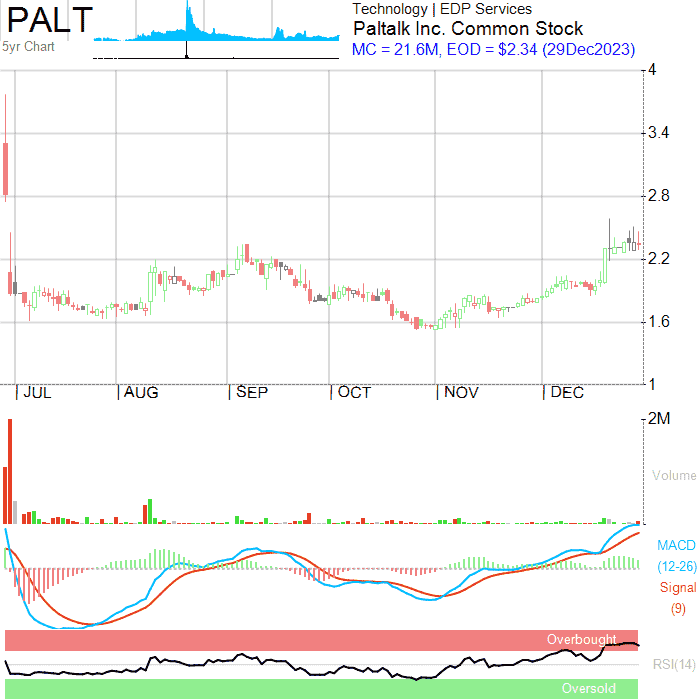 PALT
5yr Chart
Technology | EDP Services
Paltalk Inc. Common Stock
MC = 21.6M, EOD = $2.34 (29Dec2023)
4
3.4
2.8
2.2
1.6
1
JUL AUG SEP OCT NOV DEC
2M
Volume
MACD
(12-26)
Signal
(9)
Overbought
RSI(14)
Oversold